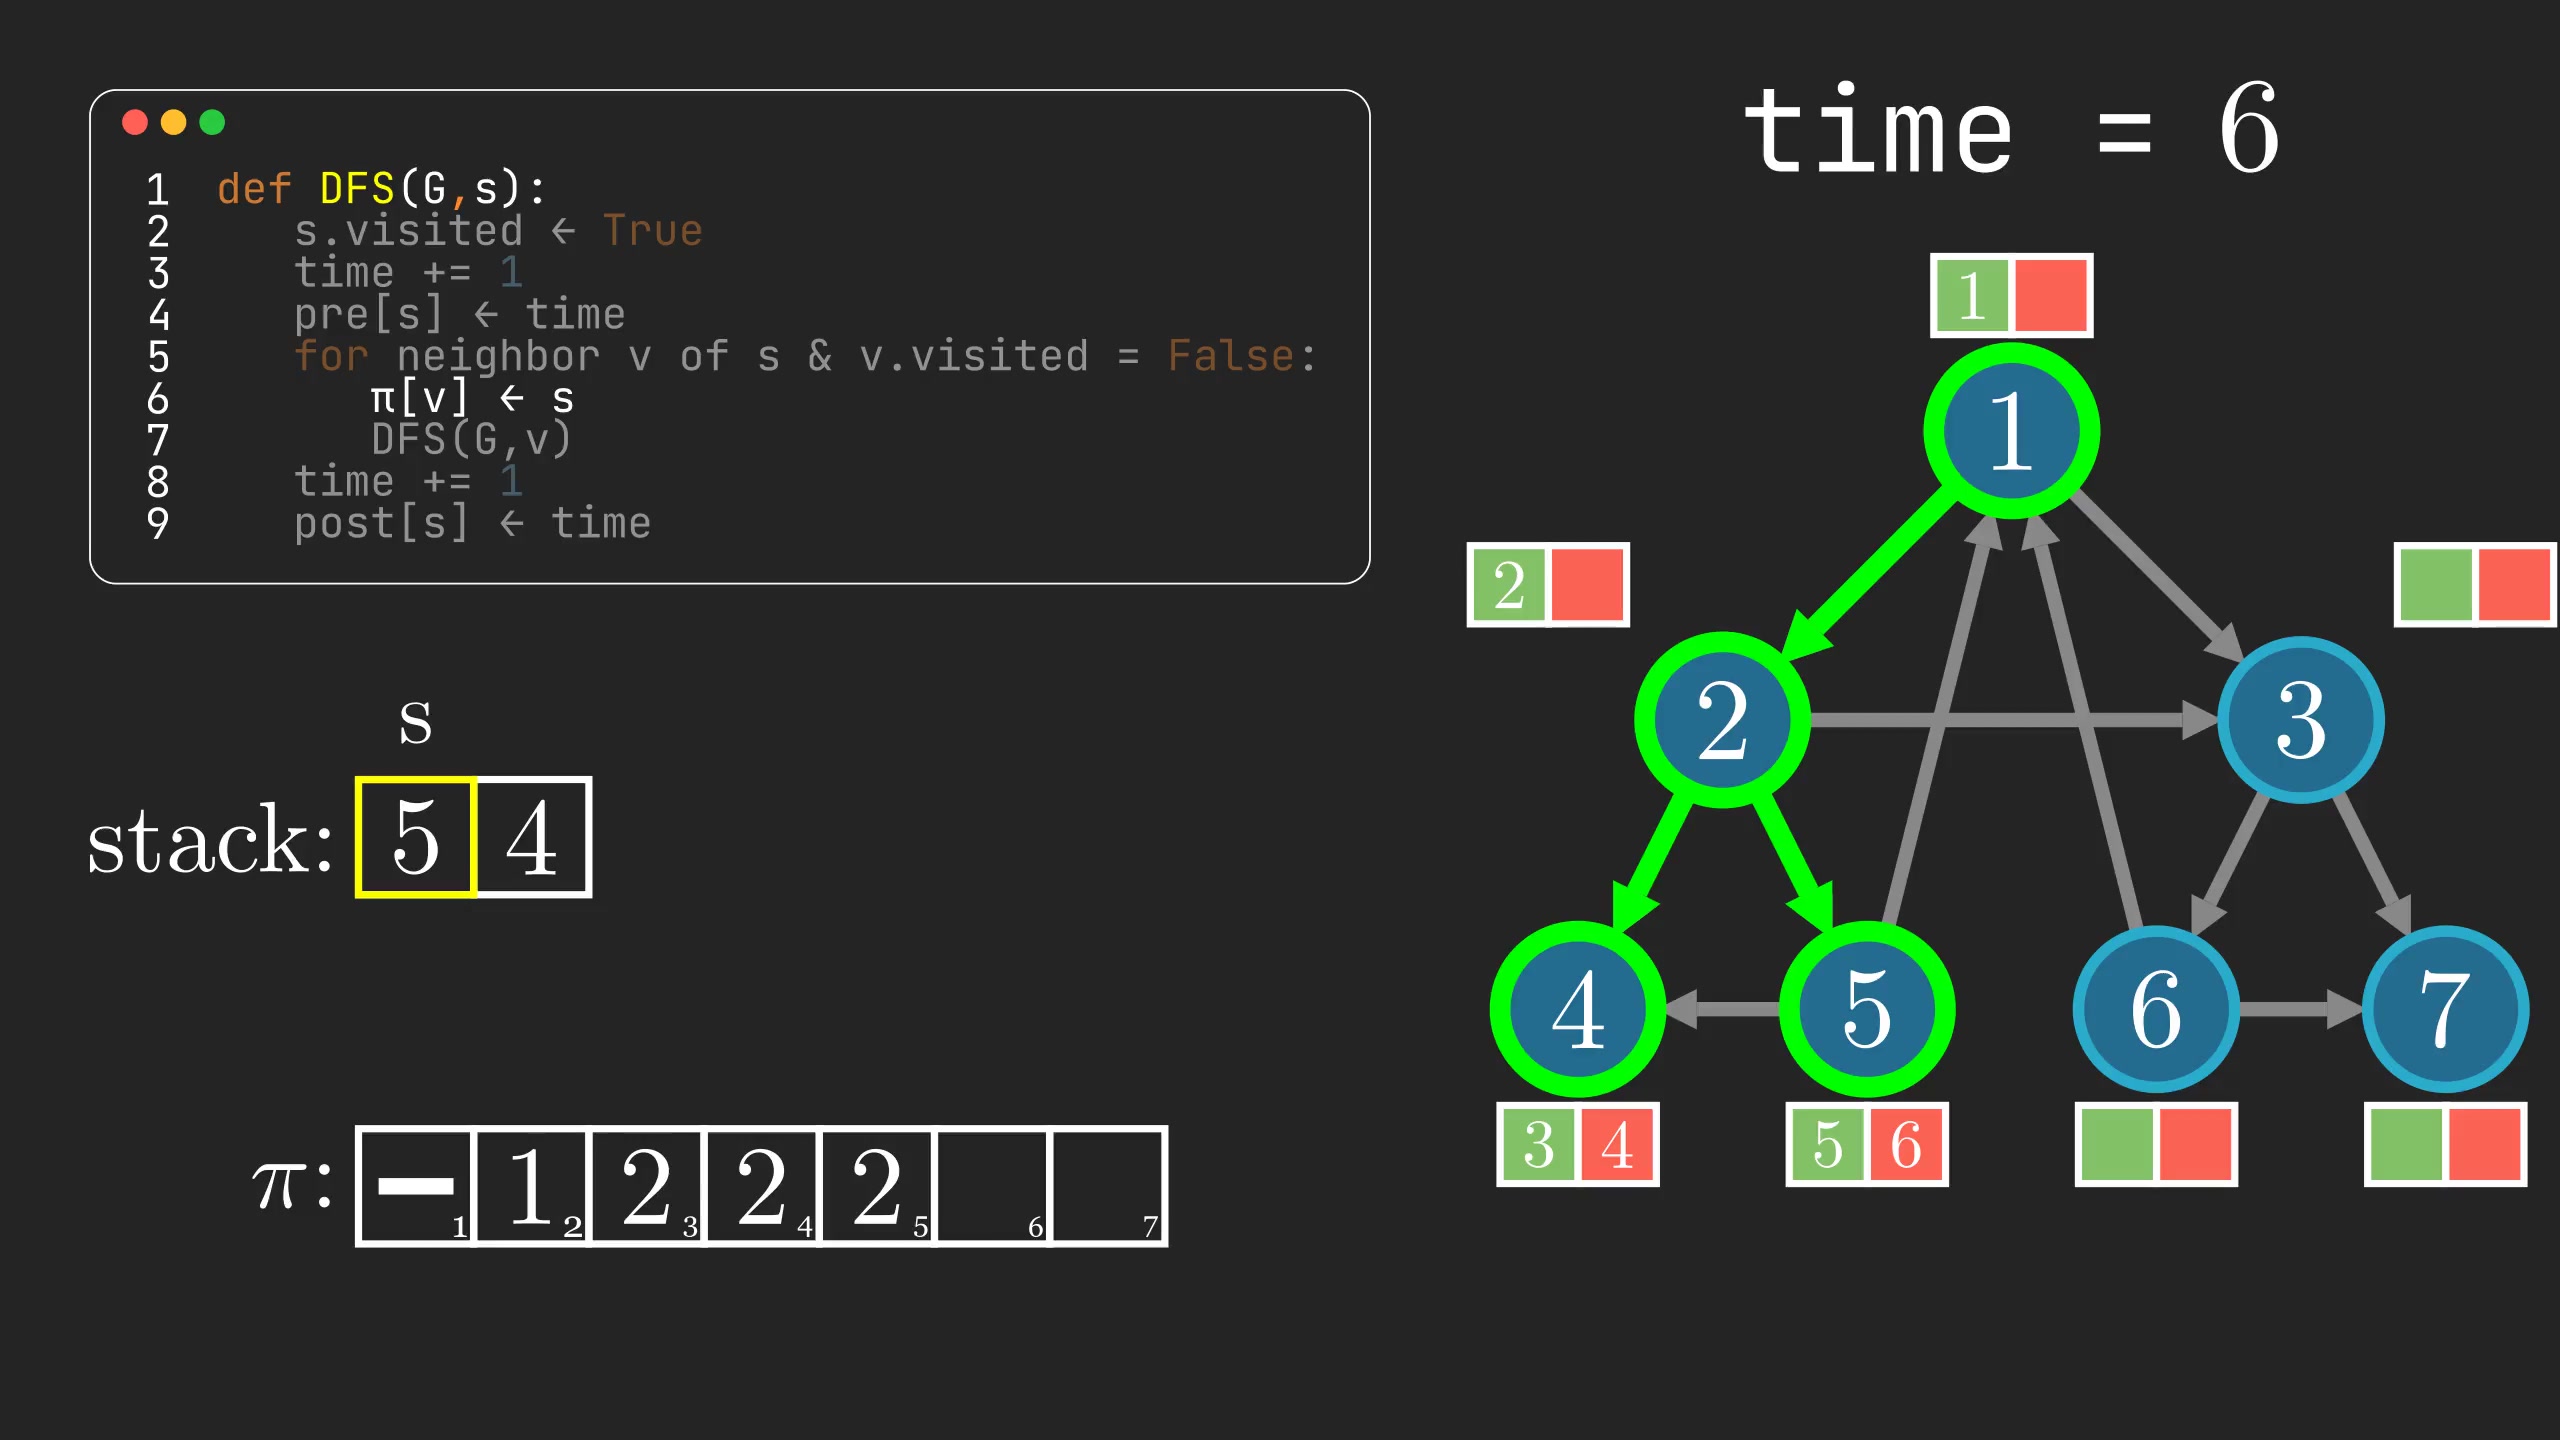 time = 6
1 def DFS(G,s):
2 s.visited ← True
3 time += 1
4 pre[s] ← time
5 for neighbor v of s & v.visited = False:
6 π[v] ← s
7 DFS(G,v)
8 time += 1
9 post[s] ← time
s
stack: 5 4
π: − 1 1 2 2 3 2 4 2 5 6 7
1
1
2
2 3
4 5 6 7
3 4 5 6